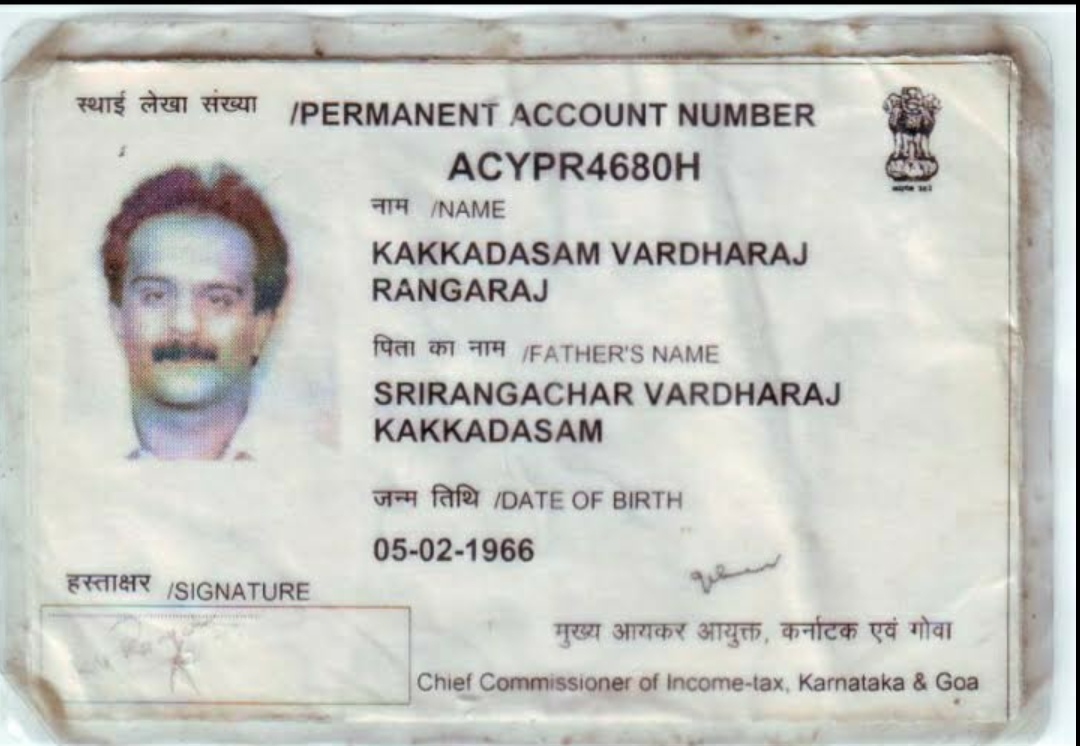 स्थाई लेखा संख्या /PERMANENT ACCOUNT NUMBER
ACYPR4680H
नाम /NAME
KAKKADASAM VARDHARAJ
RANGARAJ
पिता का नाम /FATHER'S NAME
SRIRANGACHAR VARDHARAJ
KAKKADASAM
जन्म तिथि /DATE OF BIRTH
05-02-1966
हस्ताक्षर /SIGNATURE
मुख्य आयकर आयुक्त, कर्नाटक एवं गोवा
Chief Commissioner of Income-tax, Karnataka & Goa